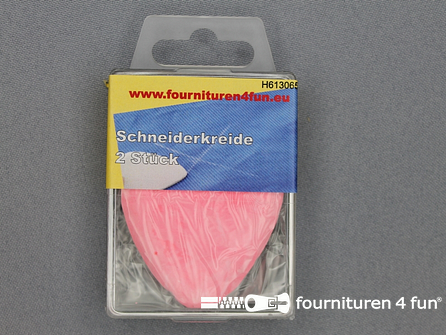 H613065
www.fournituren4fun.eu
Schneiderkreide
2 Stück
fournituren 4 fun®